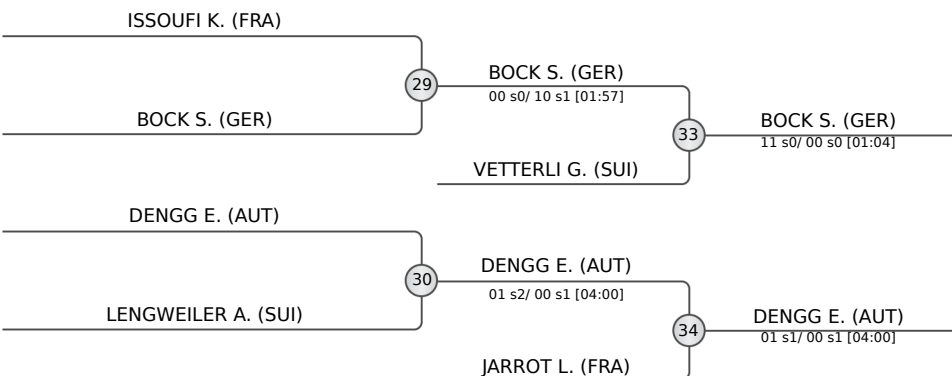 ISSOUFI K. (FRA)
29
BOCK S. (GER)
00 s0/ 10 s1 [01:57]
BOCK S. (GER)
33
BOCK S. (GER)
11 s0/ 00 s0 [01:04]
VETTERLI G. (SUI)
DENGG E. (AUT)
30
DENGG E. (AUT)
01 s2/ 00 s1 [04:00]
LENGWEILER A. (SUI)
34
DENGG E. (AUT)
01 s1/ 00 s1 [04:00]
JARROT L. (FRA)